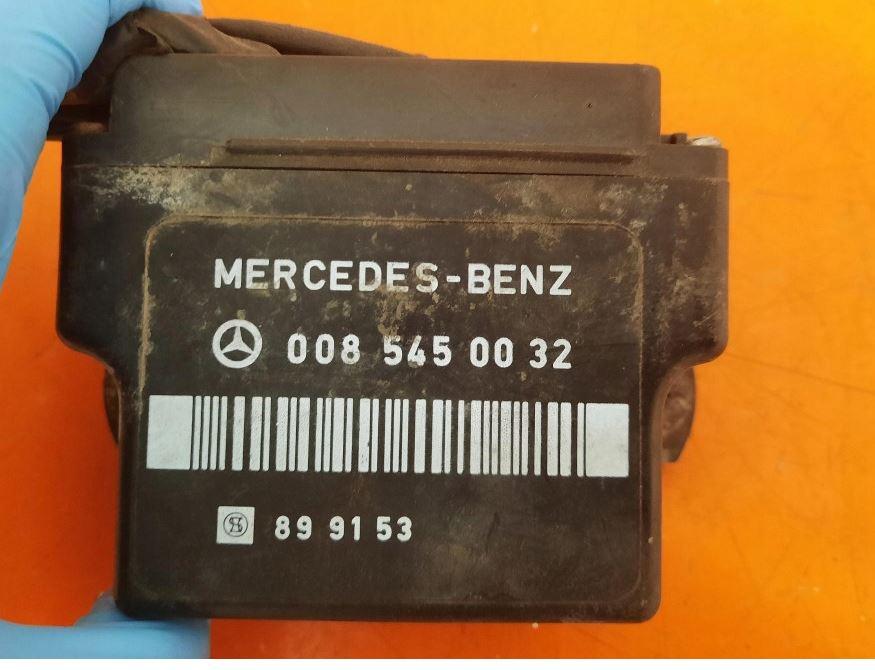 MERCEDES-BENZ
008 545 00 32
89 91 53